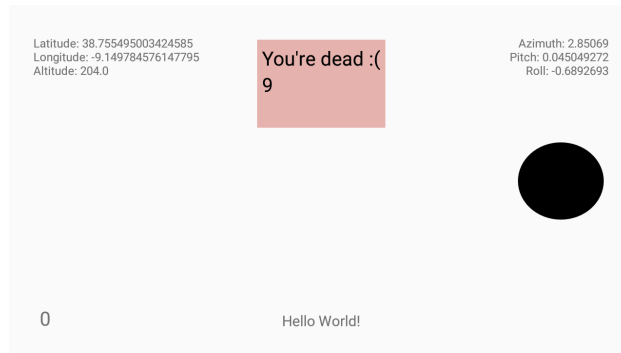 Latitude: 38.755495003424585
Longitude: -9.149784576147795
Altitude: 204.0
You're dead :(
9
Azimuth: 2.85069
Pitch: 0.045049272
Roll: -0.6892693
0
Hello World!